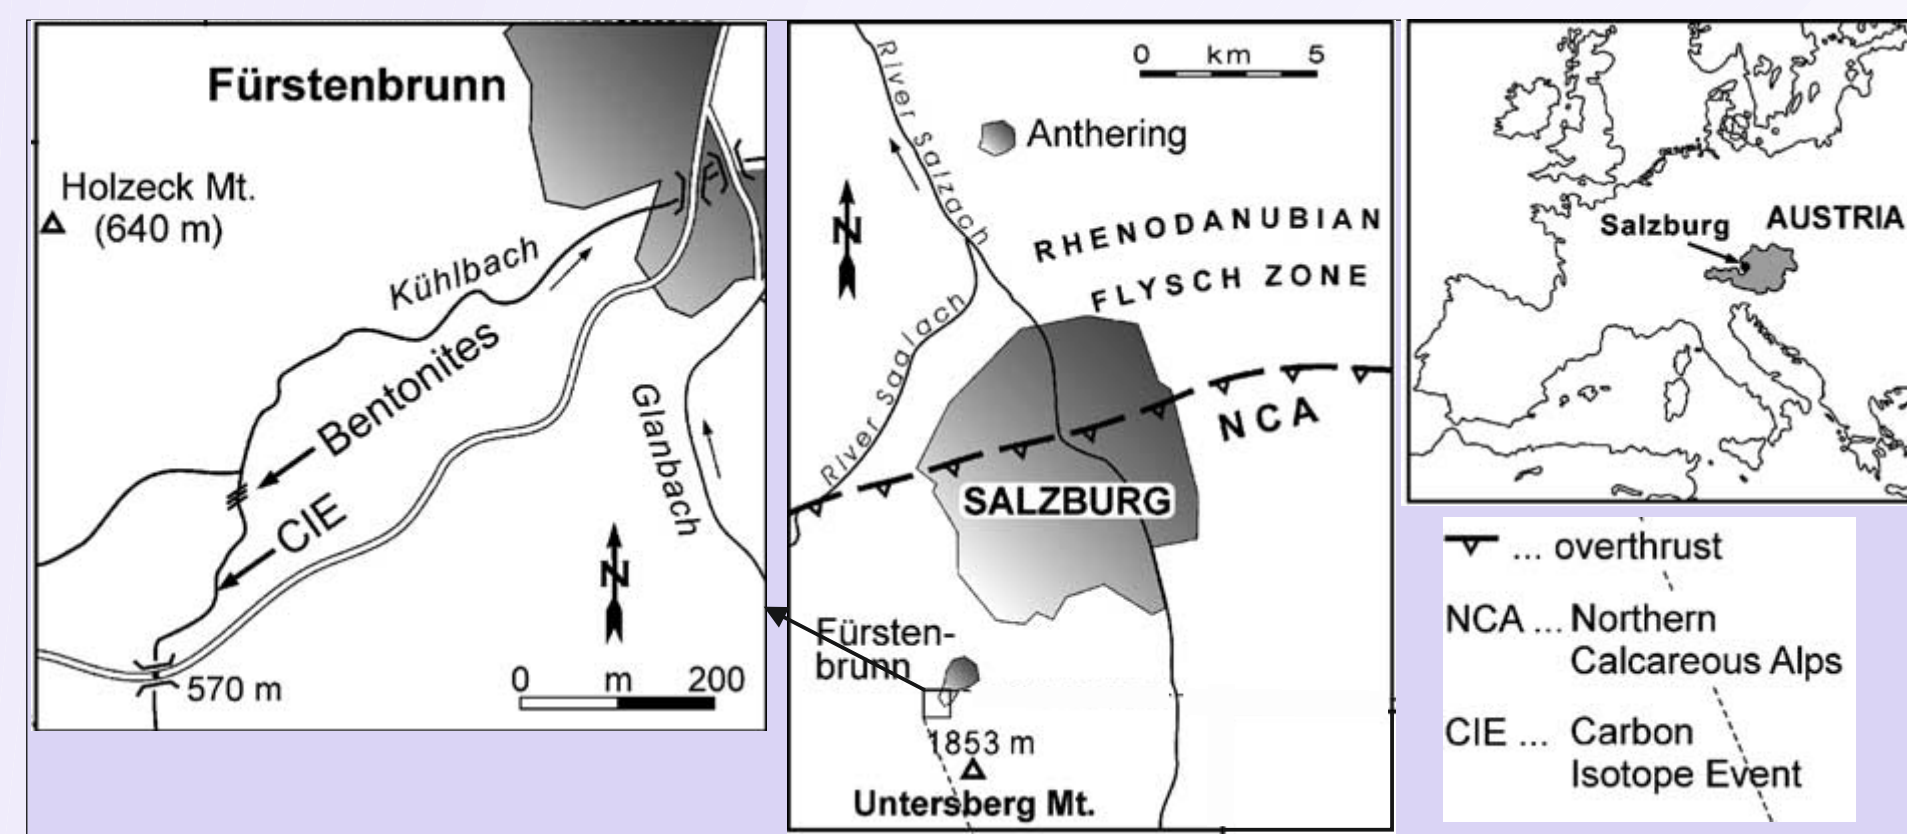 Fürstenbrunn
Holzeck Mt.
(640 m)
Kühlbach
Bentonites
Glanbach
CIE
N
570 m
0 m 200
0 km 5
River Salzach
Anthering
N
RHENODANUBIAN
FLYSCH ZONE
River Saalach
NCA
SALZBURG
Fürsten-
brunn
1853 m
Untersberg Mt.
Salzburg
AUSTRIA
... overthrust
NCA ... Northern
Calcareous Alps
CIE ... Carbon
Isotope Event